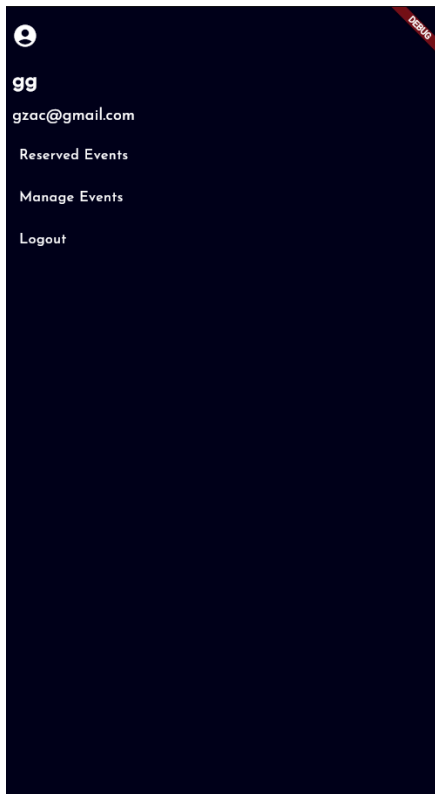 DEBUG
gg
gzac@gmail.com
Reserved Events
Manage Events
Logout